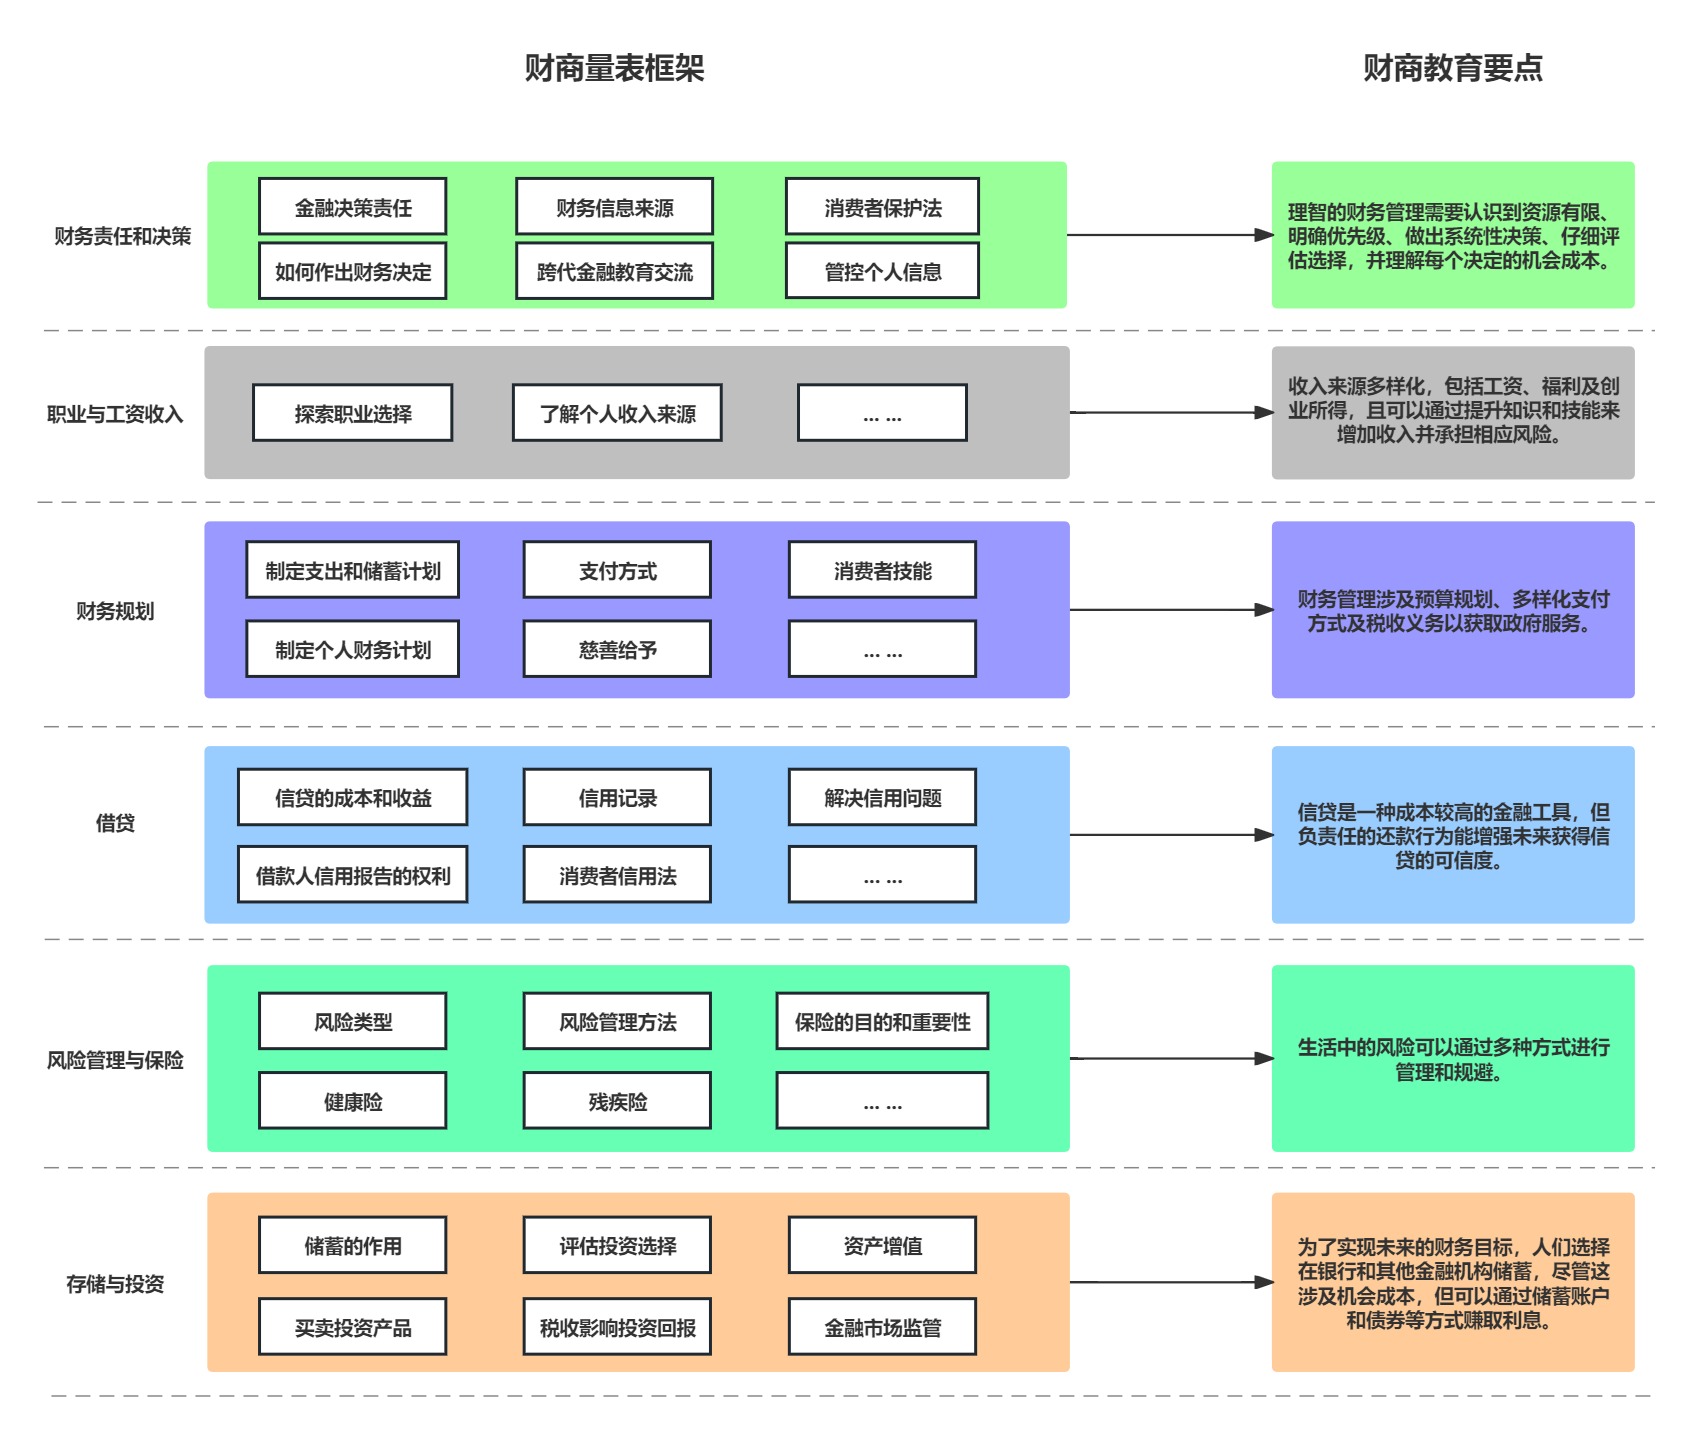 财商量表框架
财商教育要点
财务责任和决策
金融决策责任
财务信息来源
消费者保护法
如何作出财务决定
跨代金融教育交流
管控个人信息
理智的财务管理需要认识到资源有限、
明确优先级、做出系统性决策、仔细评
估选择，并理解每个决定的机会成本。
职业与工资收入
探索职业选择
了解个人收入来源
... ...
收入来源多样化，包括工资、福利及创
业所得，且可以通过提升知识和技能来
增加收入并承担相应风险。
财务规划
制定支出和储蓄计划
支付方式
消费者技能
制定个人财务计划
慈善给予
... ...
财务管理涉及预算规划、多样化支付
方式及税收义务以获取政府服务。
借贷
信贷的成本和收益
信用记录
解决信用问题
借款人信用报告的权利
消费者信用法
... ...
信贷是一种成本较高的金融工具，但
负责任的还款行为能增强未来获得信
贷的可信度。
风险管理与保险
风险类型
风险管理方法
保险的目的和重要性
健康险
残疾险
... ...
生活中的风险可以通过多种方式进行
管理和规避。
存储与投资
储蓄的作用
评估投资选择
资产增值
买卖投资产品
税收影响投资回报
金融市场监管
为了实现未来的财务目标，人们选择
在银行和其他金融机构储蓄，尽管这
涉及机会成本，但可以通过储蓄账户
和债券等方式赚取利息。